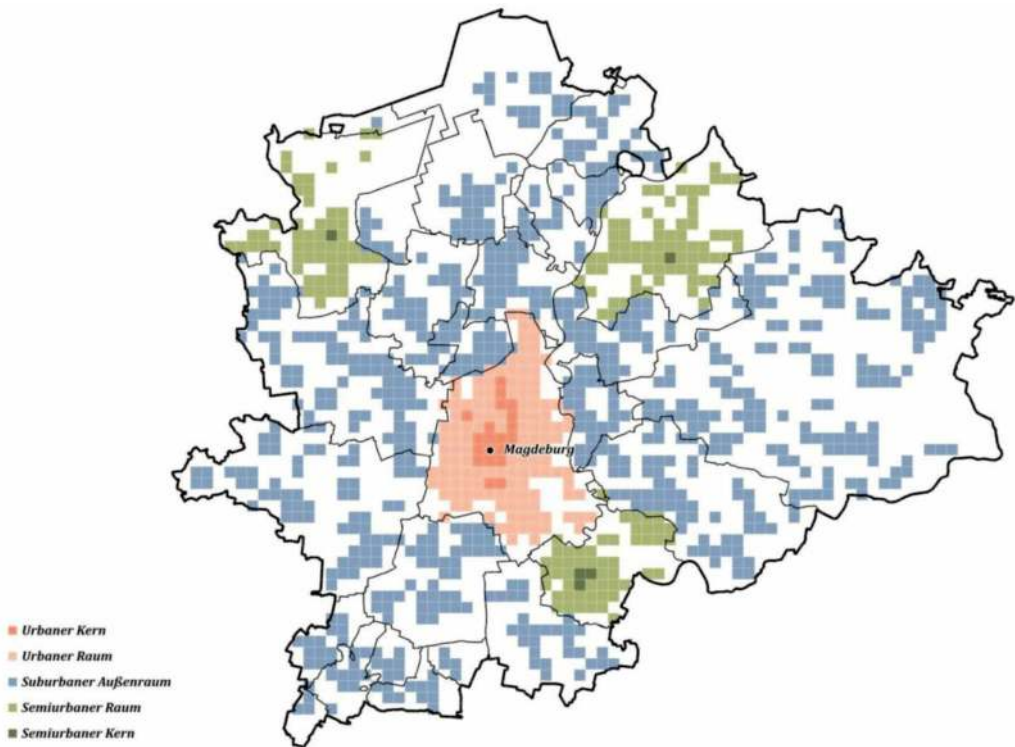 Magdeburg
Urbaner Kern
Urbaner Raum
Suburbaner Außenraum
Semiurbaner Raum
Semiurbaner Kern